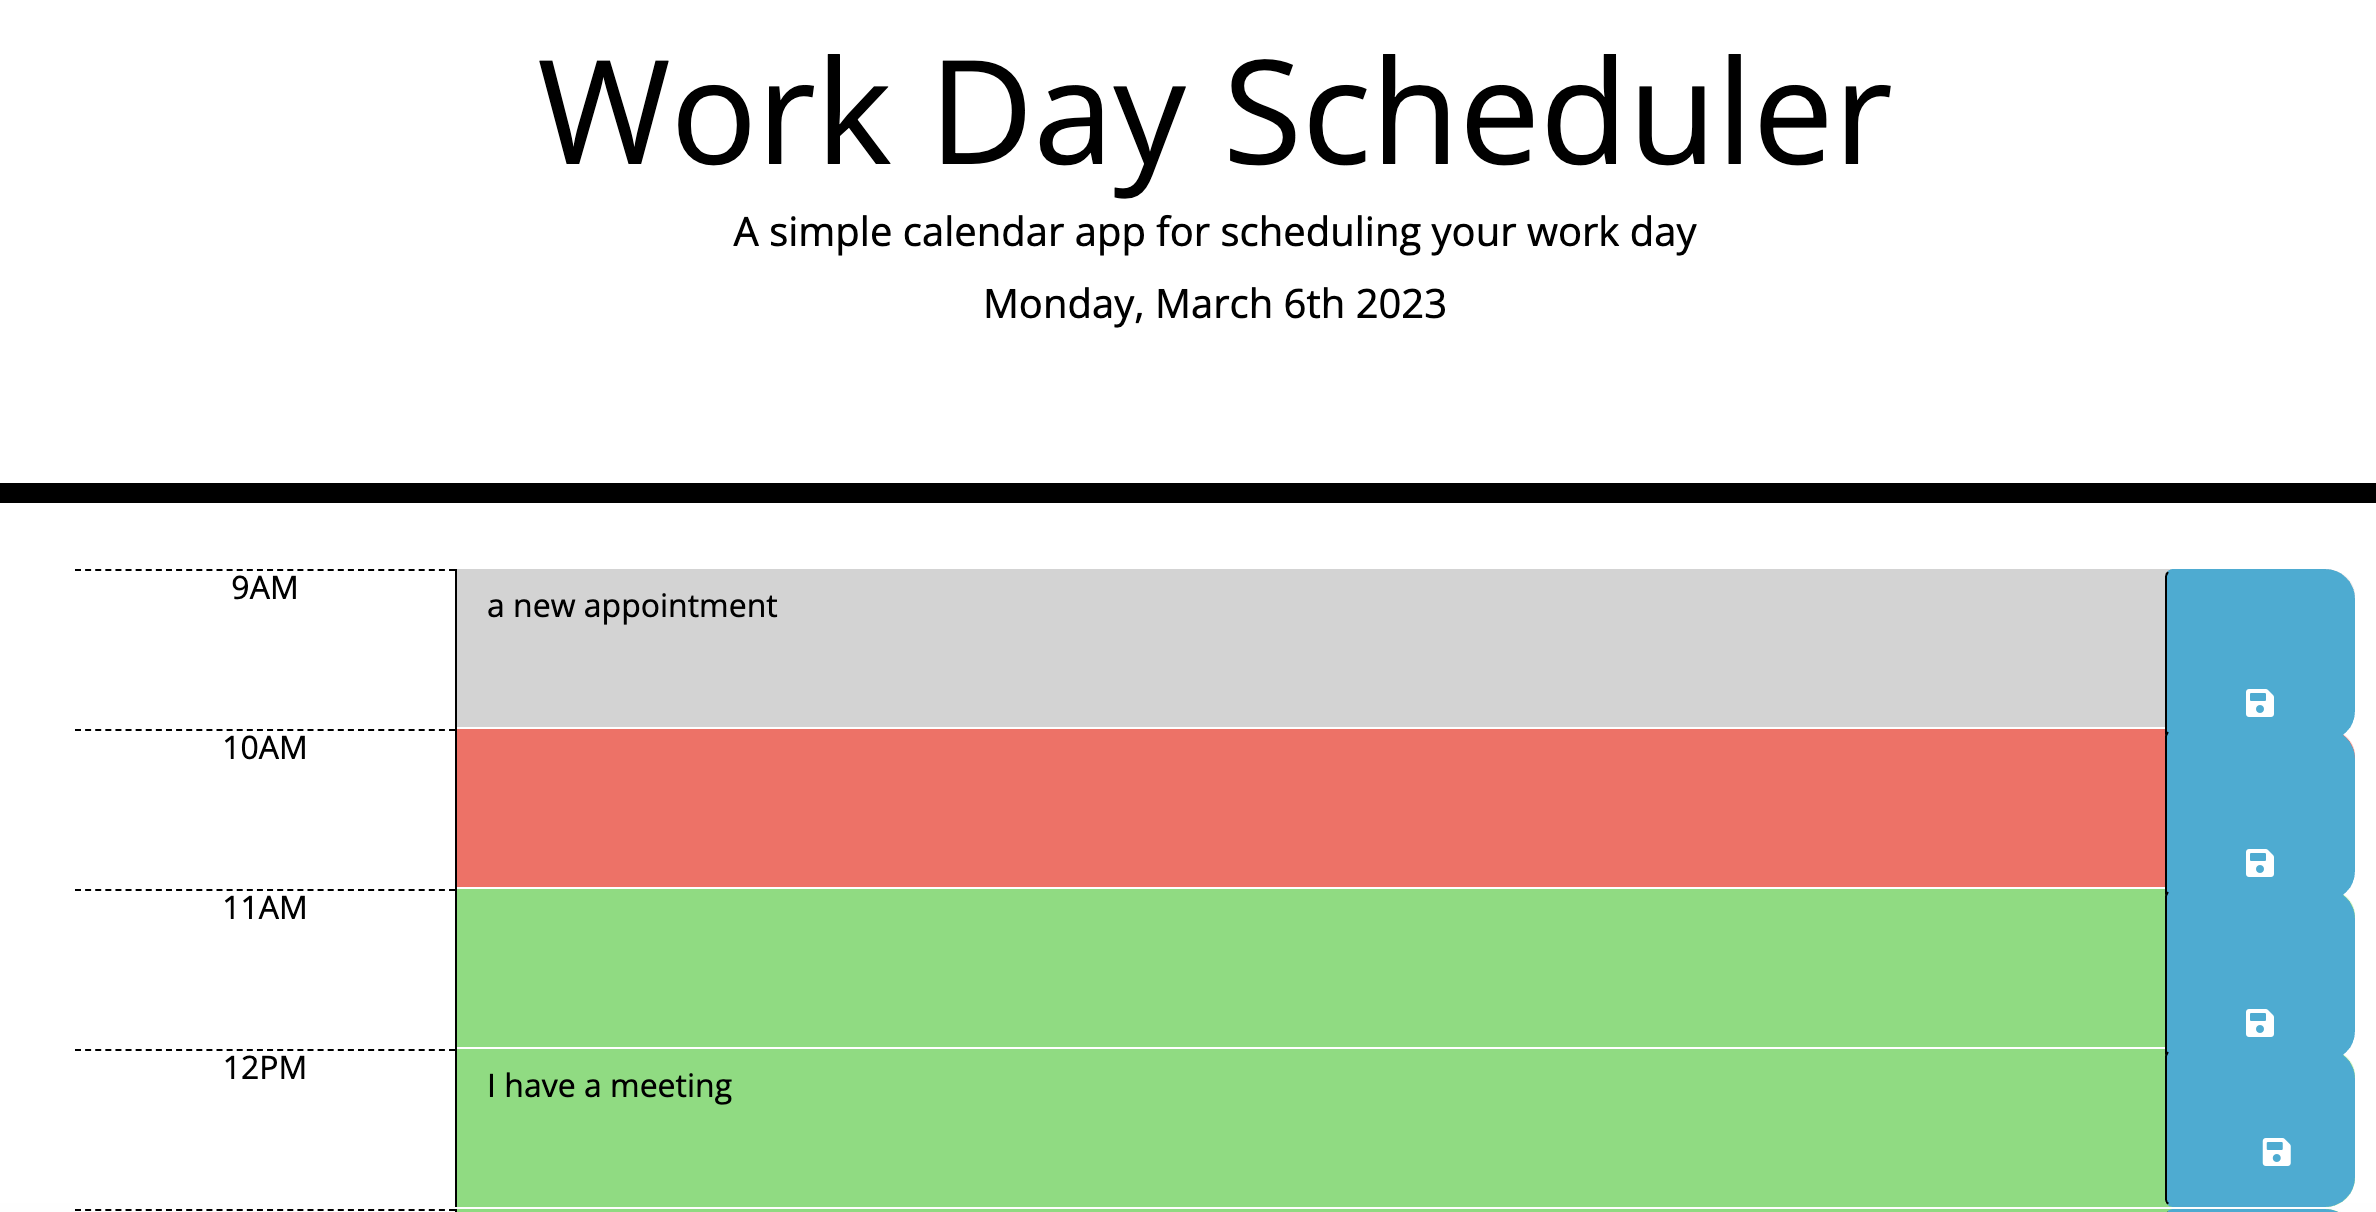 Work Day Scheduler
A simple calendar app for scheduling your work day
Monday, March 6th 2023
9AM
a new appointment
10AM
11AM
12PM
I have a meeting